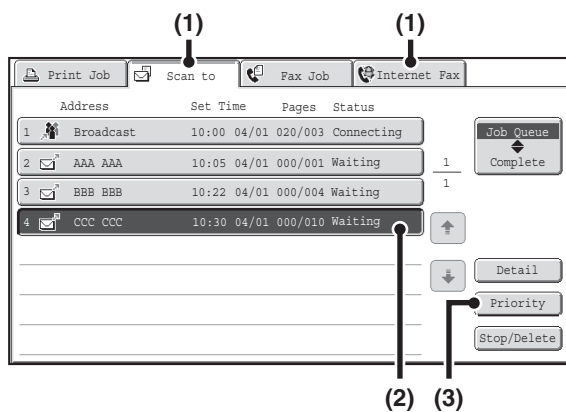 (1) (1)
Print Job Scan to Fax Job Internet Fax
Address Set Time Pages Status
1 Broadcast 10:00 04/01 020/003 Connecting
Job Queue
Complete
2 AAA AAA 10:05 04/01 000/001 Waiting
1
1
3 BBB BBB 10:22 04/01 000/004 Waiting
4 CCC CCC 10:30 04/01 000/010 Waiting
Detail
Priority
Stop/Delete
(2) (3)